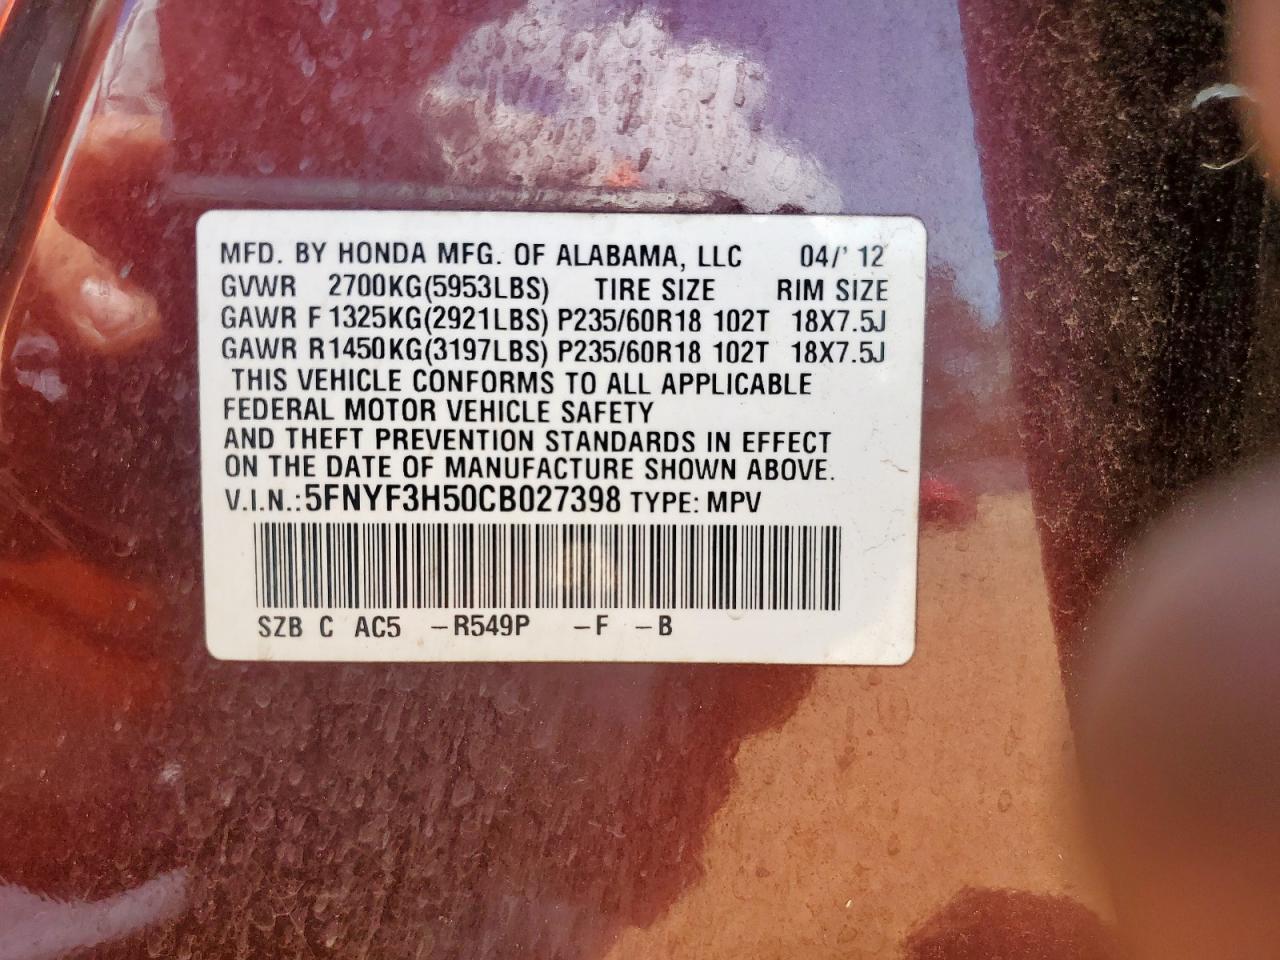 MFD. BY HONDA MFG. OF ALABAMA, LLC 04/' 12
GVWR 2700KG(5953LBS) TIRE SIZE RIM SIZE
GAWR F 1325KG(2921LBS) P235/60R18 102T 18X7.5J
GAWR R1450KG(3197LBS) P235/60R18 102T 18X7.5J
THIS VEHICLE CONFORMS TO ALL APPLICABLE
FEDERAL MOTOR VEHICLE SAFETY
AND THEFT PREVENTION STANDARDS IN EFFECT
ON THE DATE OF MANUFACTURE SHOWN ABOVE.
V.I.N.:5FNYF3H50CB027398 TYPE: MPV
SZB C AC5 -R549P -F -B